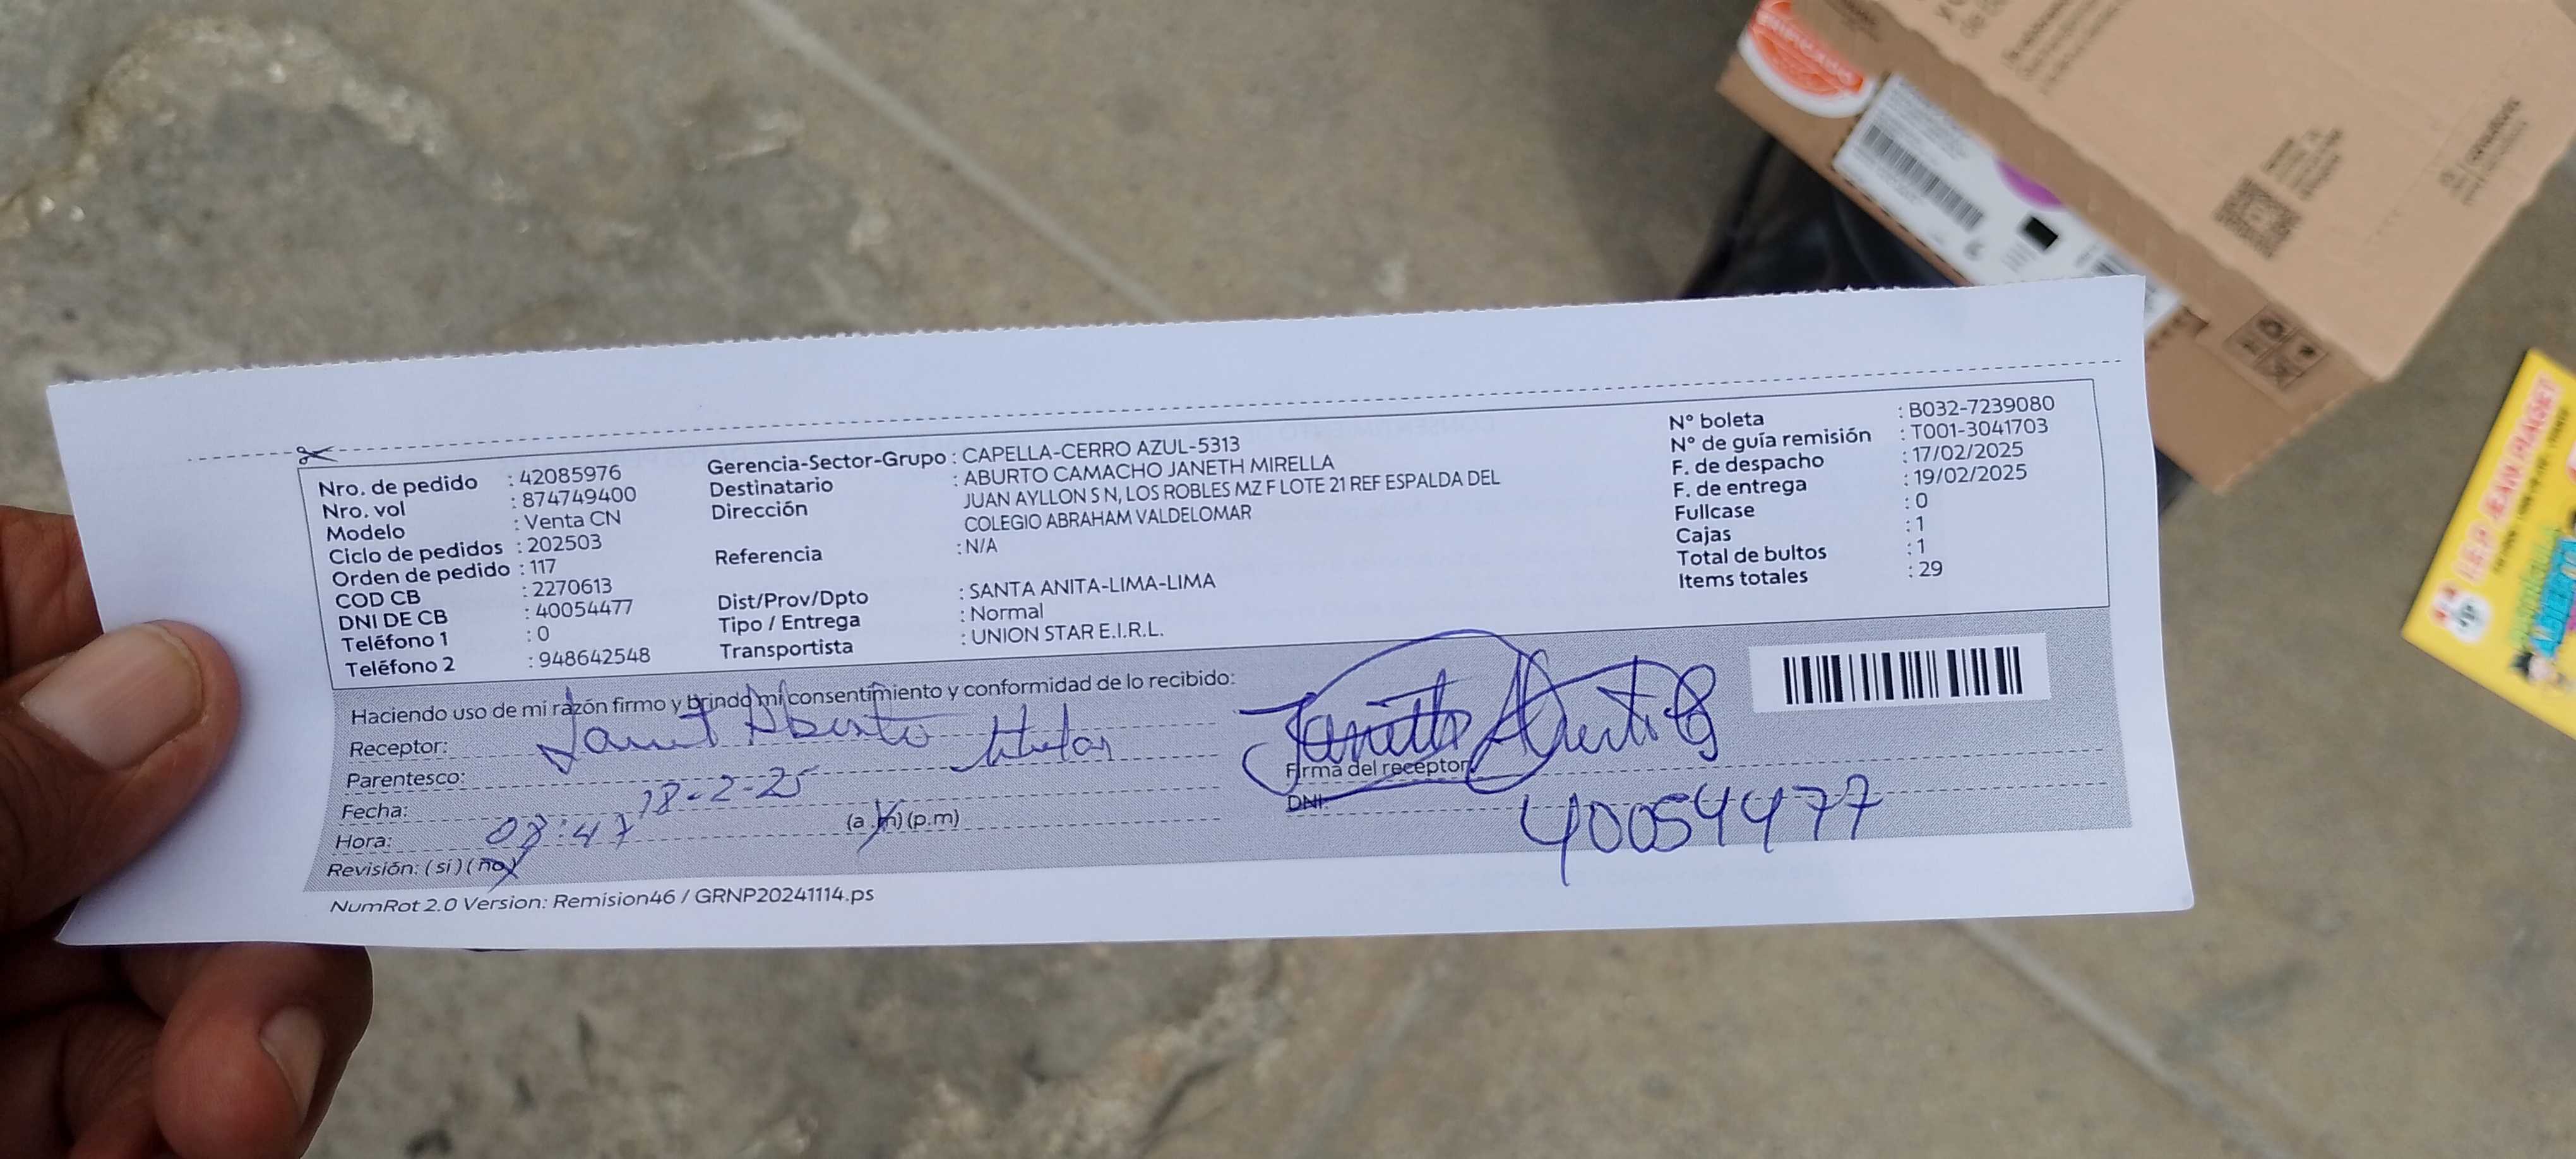 Nro. de pedido : 42085976
Nro. vol : 874749400
Modelo : Venta CN
Ciclo de pedidos : 202503
Orden de pedido : 117
COD CB : 2270613
DNI DE CB : 40054477
Teléfono 1 : 0
Teléfono 2 : 948642548
Gerencia-Sector-Grupo : CAPELLA-CERRO AZUL-5313
Destinatario : ABURTO CAMACHO JANETH MIRELLA
Dirección JUAN AYLLON S N, LOS ROBLES MZ F LOTE 21 REF ESPALDA DEL
COLEGIO ABRAHAM VALDELOMAR
Referencia : N/A
Dist/Prov/Dpto : SANTA ANITA-LIMA-LIMA
Tipo / Entrega : Normal
Transportista : UNION STAR E.I.R.L.
N° boleta : B032-7239080
N° de guía remisión : T001-3041703
F. de despacho : 17/02/2025
F. de entrega : 19/02/2025
Fullcase : 0
Cajas : 1
Total de bultos : 1
Items totales : 29
Haciendo uso de mi razón firmo y brindo mi consentimiento y conformidad de lo recibido:
Receptor: Janet Aburto
Parentesco: titular
Fecha: 18-2-25
Hora: 08:47 (a.m) (p.m)
Revisión: (si) (no)
Firma del receptor
DNI: 40054477
NumRot 2.0 Version: Remision46 / GRNP20241114.ps
I.E.P JEAN PIAGET